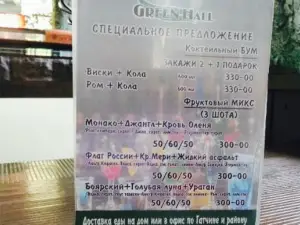 GREEN HALL
СПЕЦИАЛЬНОЕ ПРЕДЛОЖЕНИЕ
Коктейльный БУМ
ЗАКАЖИ 2 + 1 ПОДАРОК
Виски + Кола 330-00
Ром + Кола 330-00
Фруктовый МИКС
(3 ШОТА)
Монако+Джанга+Кровь Оленя
50/60/50 300-00
Флаг России+Кр.Мери+Жидкий асфальт
50/60/50 300-00
Боярский+Голубая луна+Ураган
50/60/50 300-00
Доставка еды на дом или в офис по Гатчине и району